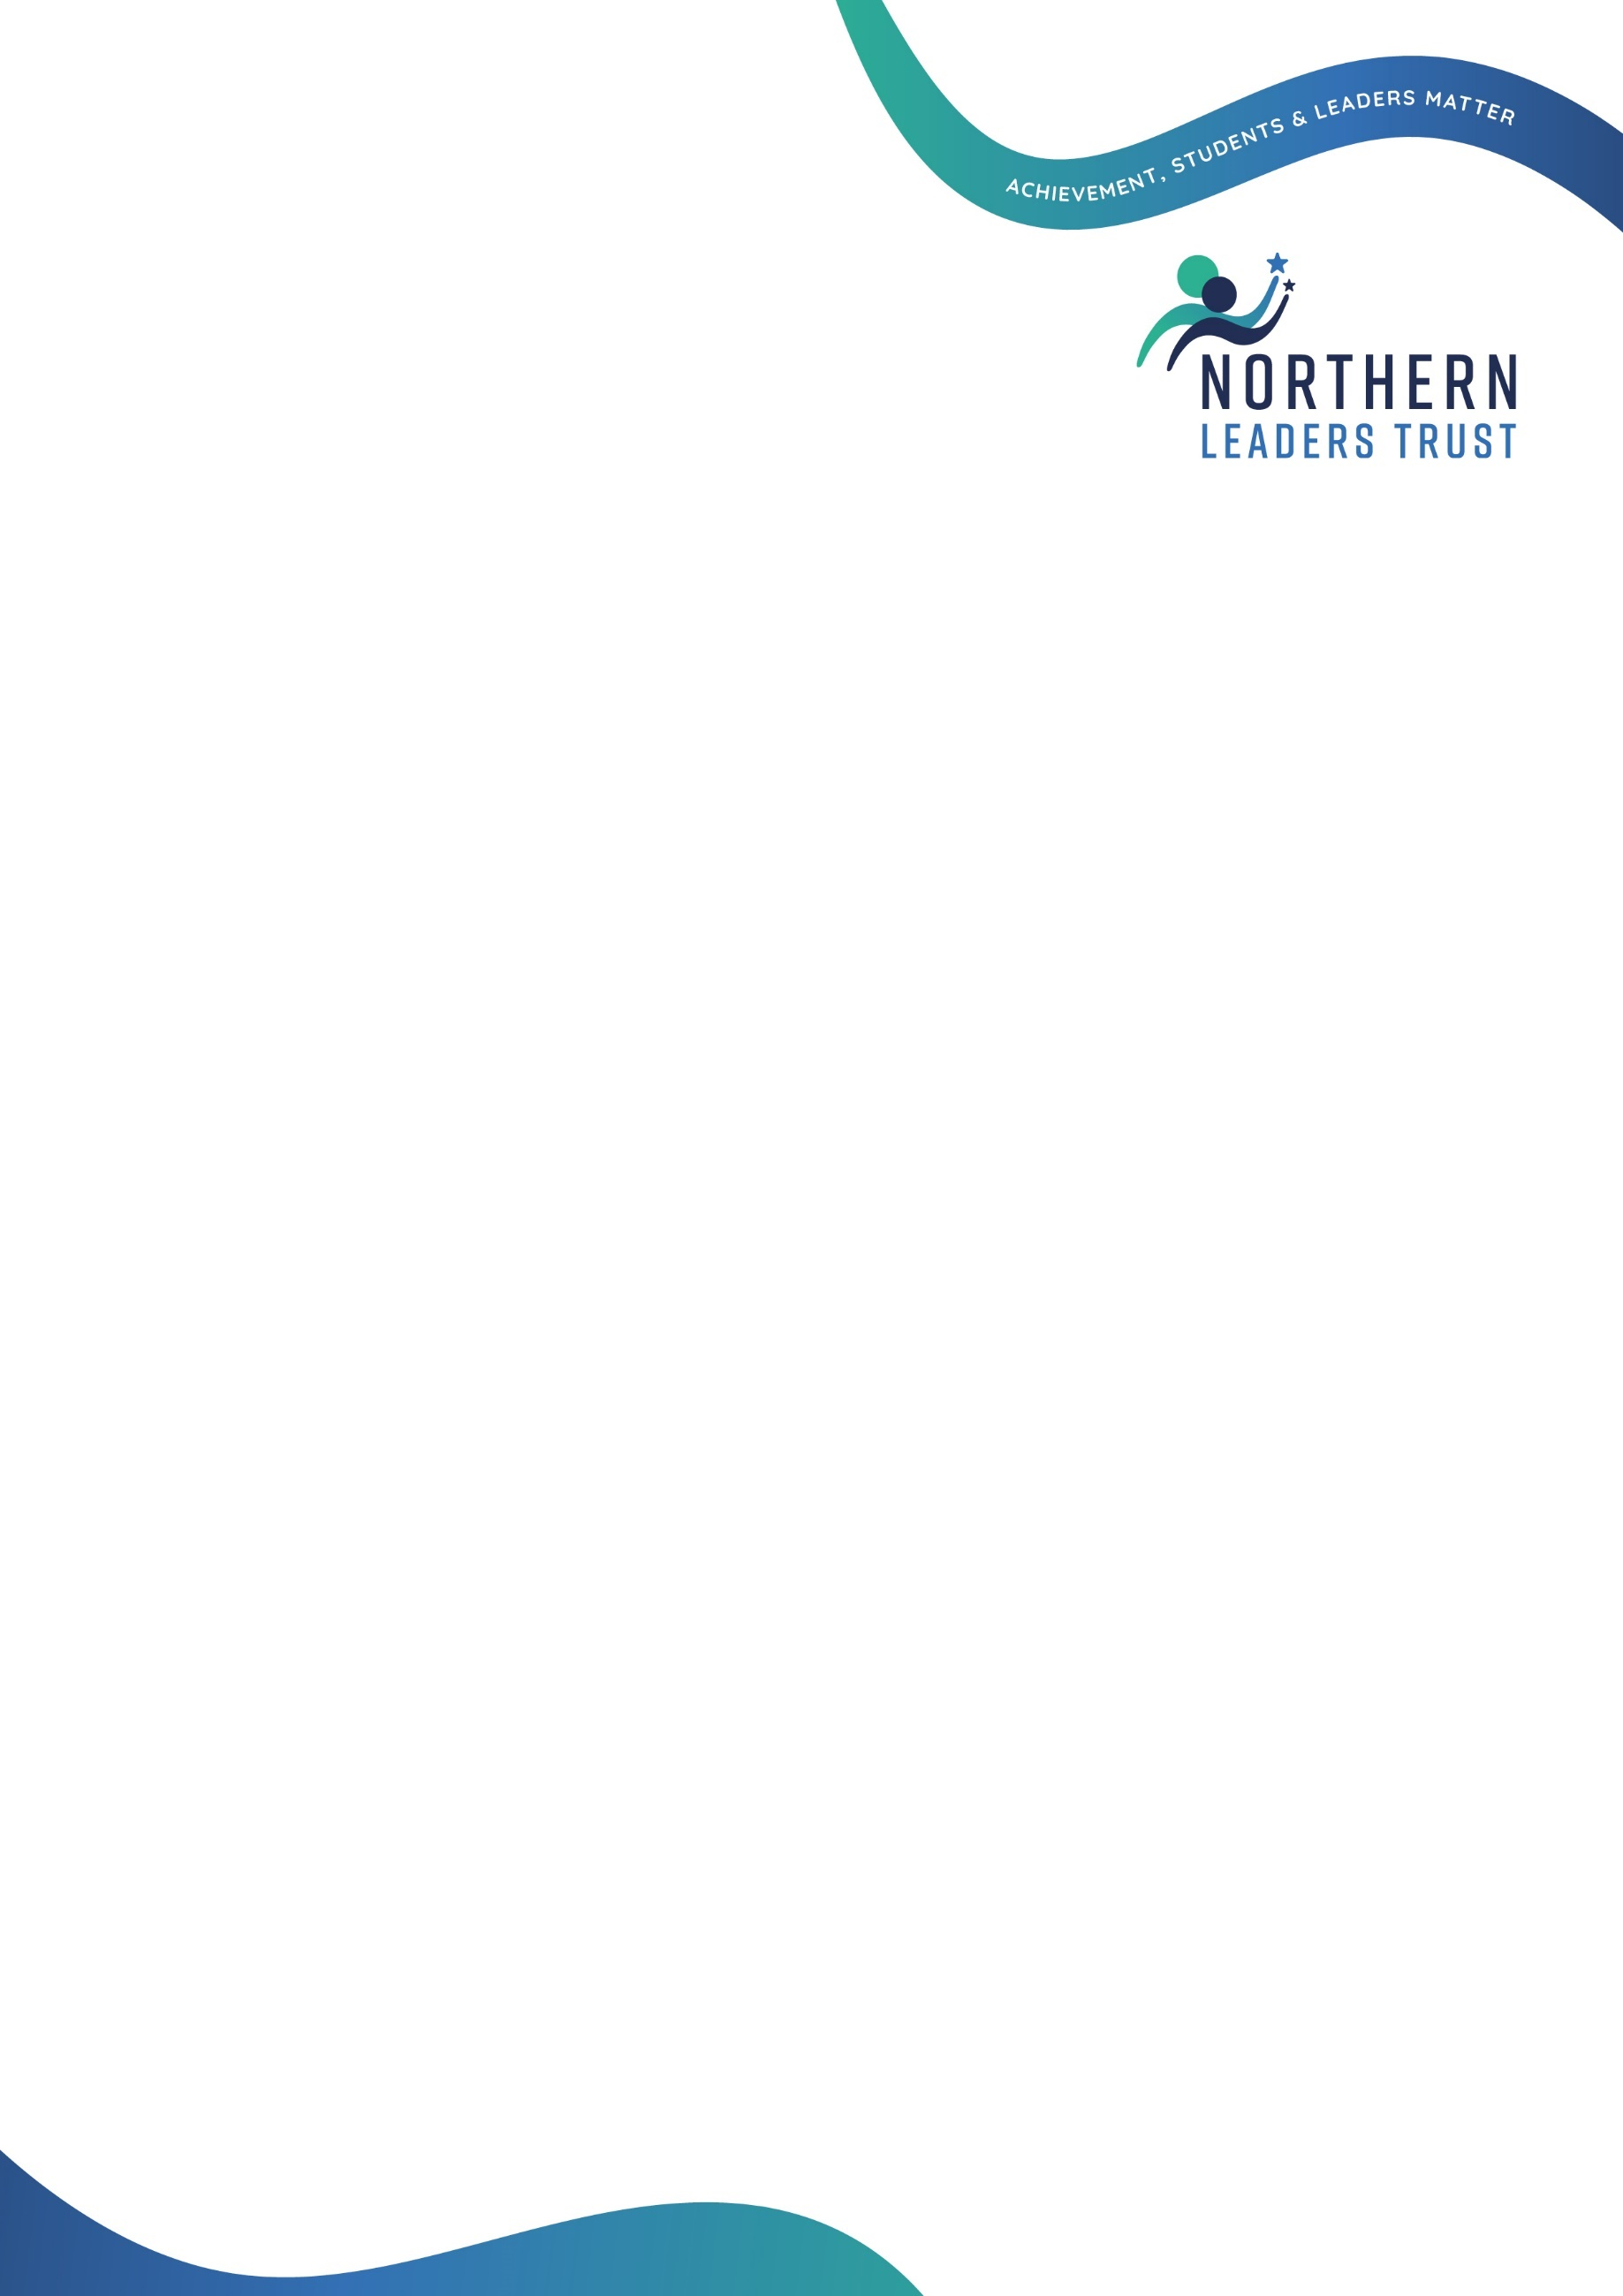 ACHIEVEMENT, STUDENTS & LEADERS MATTER
NORTHERN
LEADERS TRUST